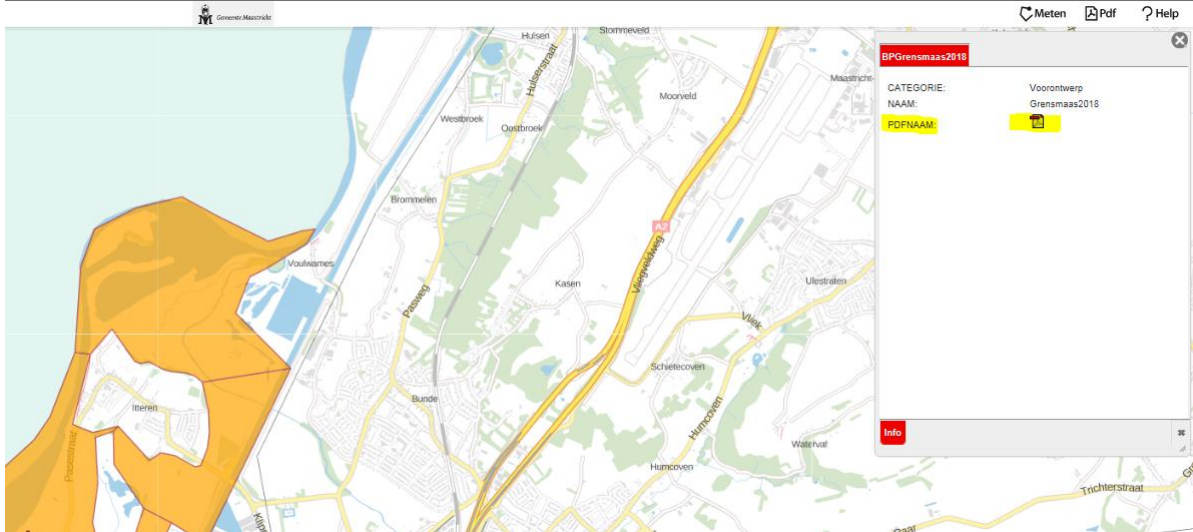 Gemeente Maastricht
Meten
Pdf
? Help
BPGrensmaas2018
CATEGORIE: Voorontwerp
NAAM: Grensmaas2018
PDFNAAM:
Info
Hulsen
Stommeveld
Hulserstraat
Maastricht-
Moorveld
Westbroek
Oostbroek
Brommelen
A2
Vliegveldweg
Voulwames
Kasen
Ulestraten
Pasweg
Vliek
Schietecoven
Itteren
Bunde
Humcoven
Pasestraat
Waterval
Humcoven
Trichterstraat